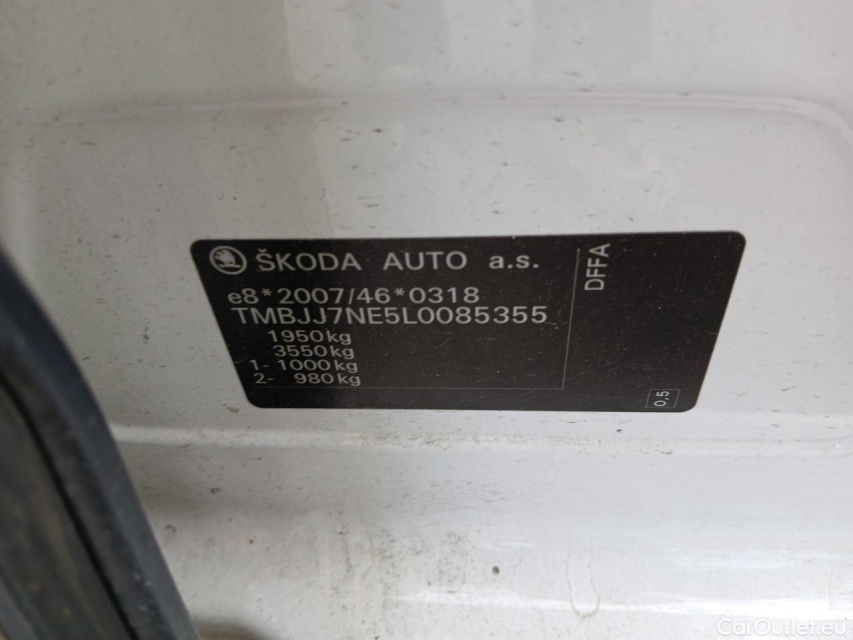 ŠKODA AUTO a.s.
DFFA
e8*2007/46*0318
TMBJJ7NE5L0085355
1950kg
3550kg
1- 1000kg
2- 980kg
0,5
CarOutlet.eu